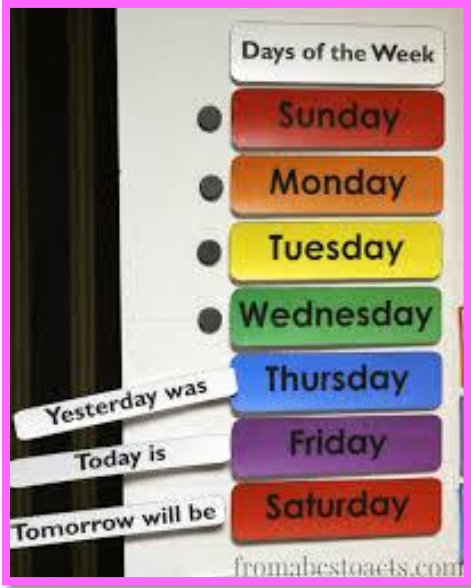 Days of the Week
Sunday
Monday
Tuesday
Wednesday
Yesterday was Thursday
Today is Friday
Tomorrow will be Saturday
fromabcstoacts.com